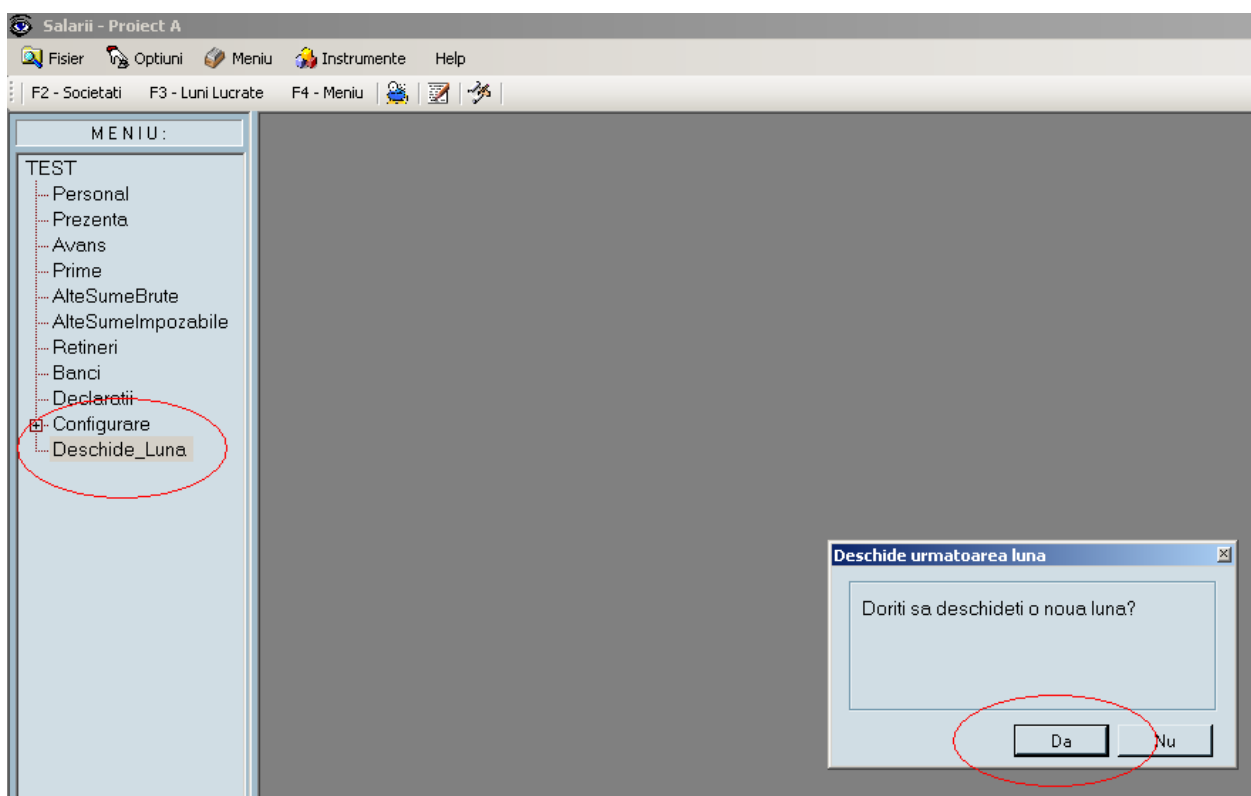 Salarii - Proiect A
Fisier Optiuni Meniu Instrumente Help
F2 - Societati F3 - Luni Lucrate F4 - Meniu
MENIU:
TEST
Personal
Prezenta
Avans
Prime
AlteSumeBrute
AlteSumeImpozabile
Retineri
Banci
Declaratii
Configurare
Deschide_Luna
Deschide urmatoarea luna
Doriti sa deschideti o noua luna?
Da Nu